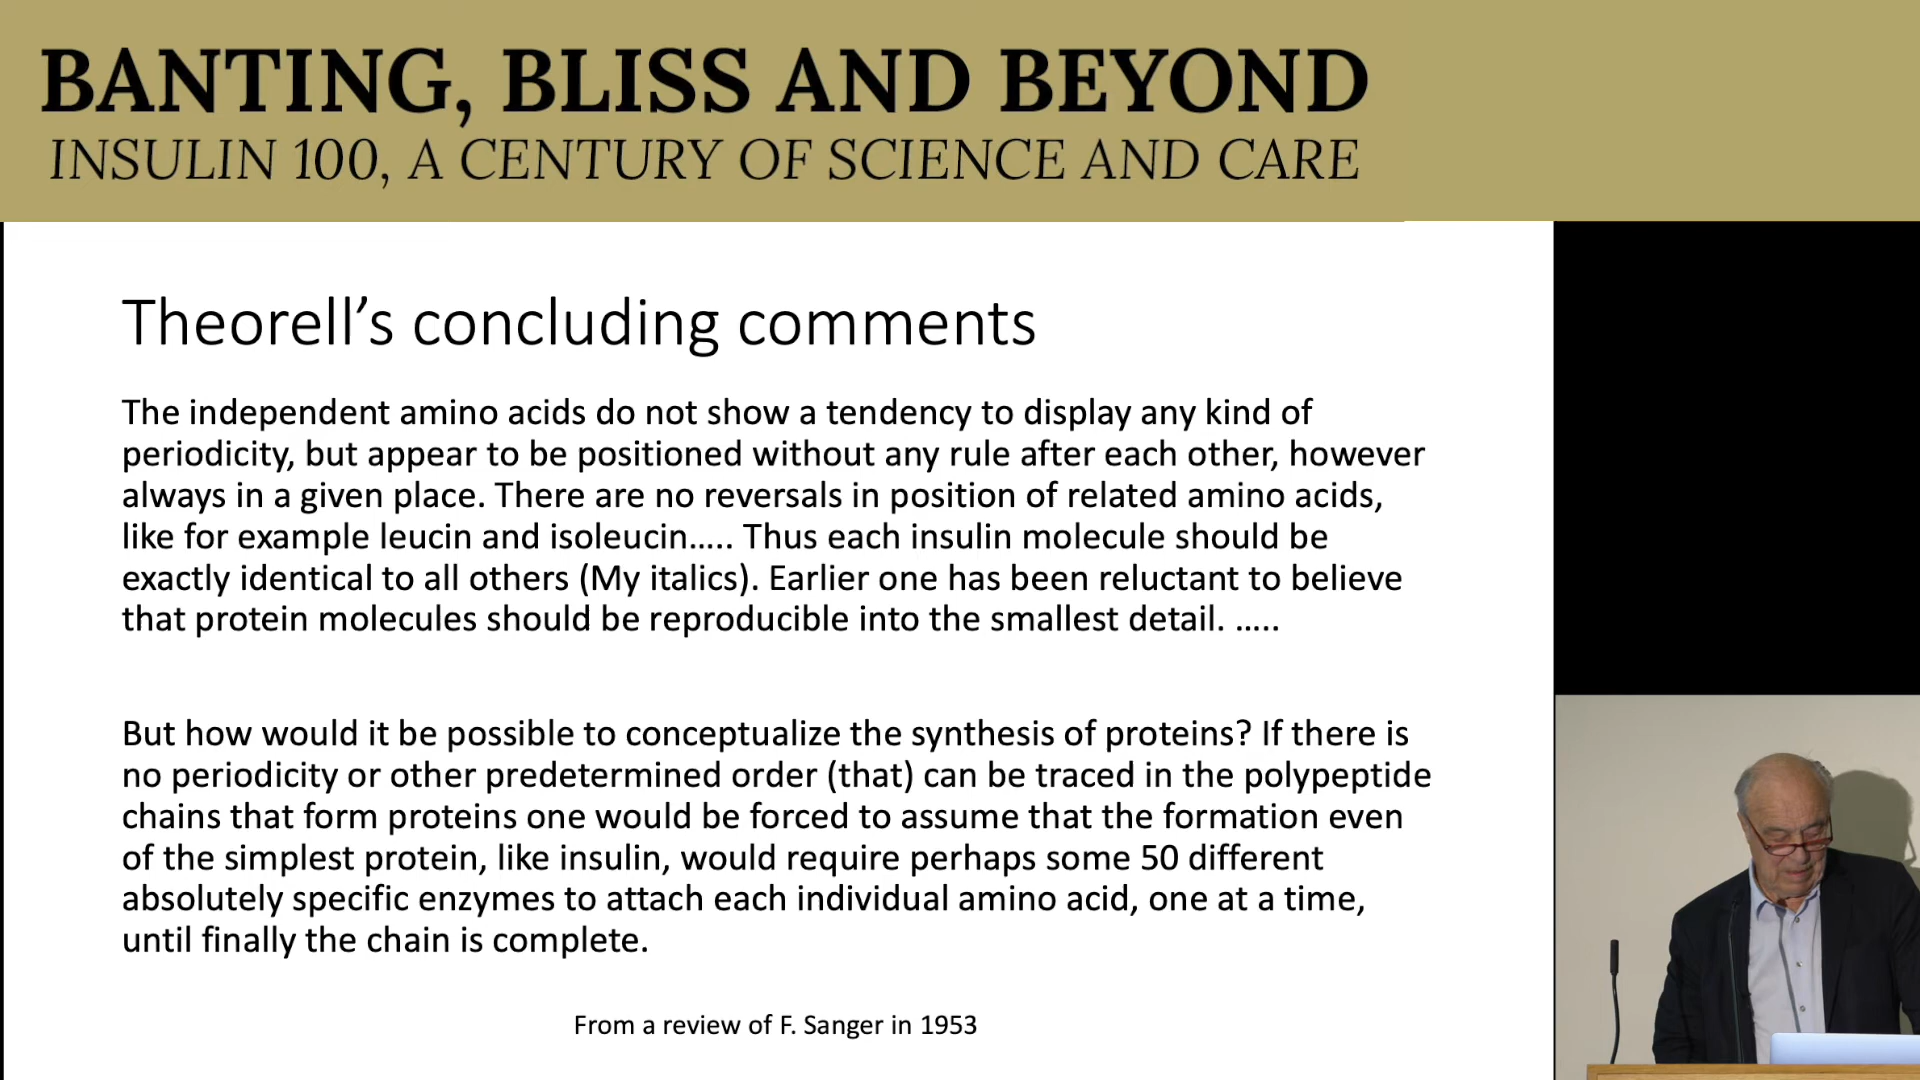 BANTING, BLISS AND BEYOND
INSULIN 100, A CENTURY OF SCIENCE AND CARE
Theorell’s concluding comments
The independent amino acids do not show a tendency to display any kind of
periodicity, but appear to be positioned without any rule after each other, however
always in a given place. There are no reversals in position of related amino acids,
like for example leucin and isoleucin….. Thus each insulin molecule should be
exactly identical to all others (My italics). Earlier one has been reluctant to believe
that protein molecules should be reproducible into the smallest detail. …..
But how would it be possible to conceptualize the synthesis of proteins? If there is
no periodicity or other predetermined order (that) can be traced in the polypeptide
chains that form proteins one would be forced to assume that the formation even
of the simplest protein, like insulin, would require perhaps some 50 different
absolutely specific enzymes to attach each individual amino acid, one at a time,
until finally the chain is complete.
From a review of F. Sanger in 1953